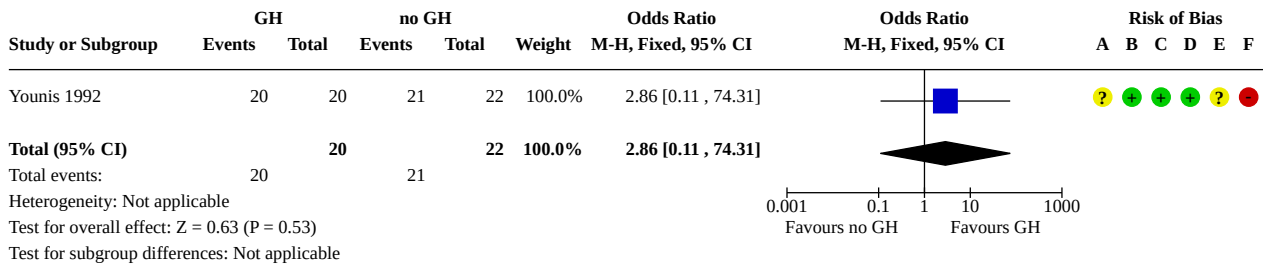 GH no GH Odds Ratio Odds Ratio Risk of Bias
Study or Subgroup Events Total Events Total Weight M-H, Fixed, 95% CI M-H, Fixed, 95% CI A B C D E F
Younis 1992 20 20 21 22 100.0% 2.86 [0.11 , 74.31] ? + + + ? -
Total (95% CI) 20 22 100.0% 2.86 [0.11 , 74.31]
Total events: 20 21
Heterogeneity: Not applicable 0.001 0.1 1 10 1000
Test for overall effect: Z = 0.63 (P = 0.53) Favours no GH Favours GH
Test for subgroup differences: Not applicable